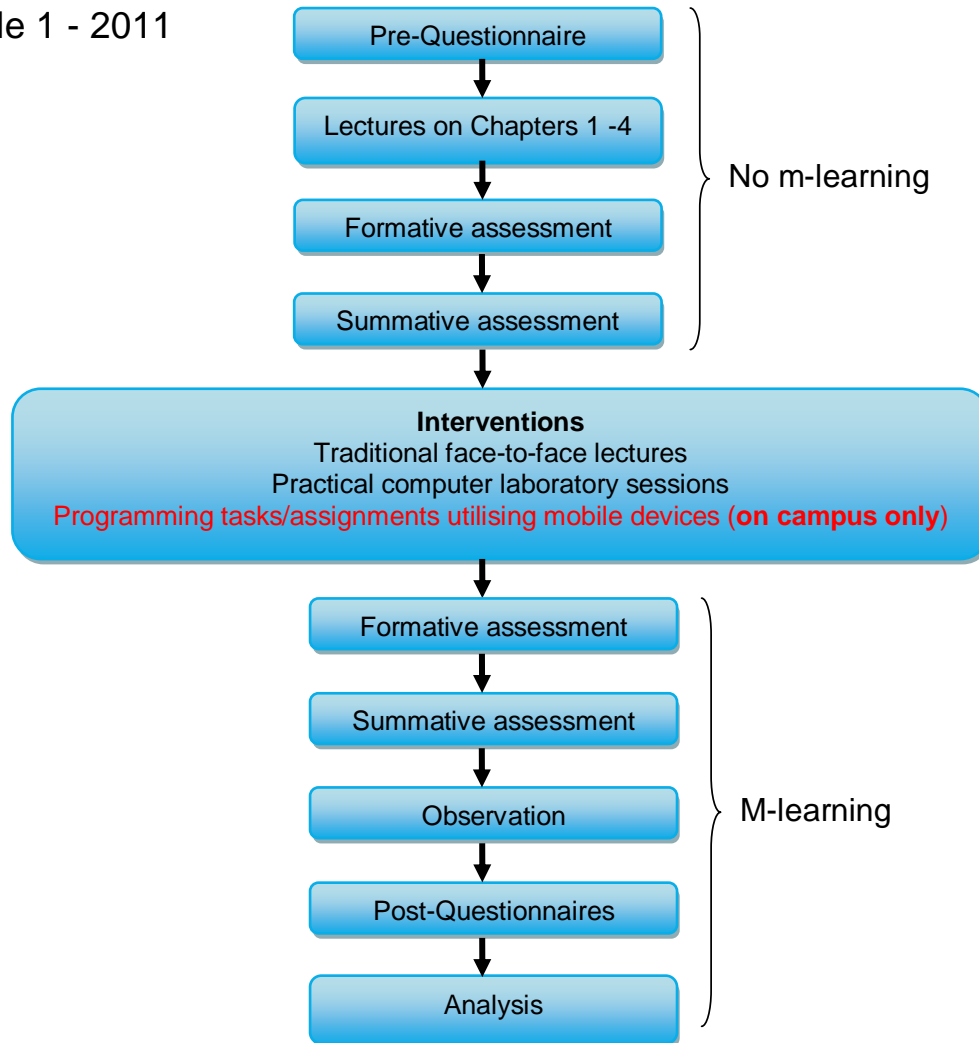 le 1 - 2011
Pre-Questionnaire
Lectures on Chapters 1 -4
No m-learning
Formative assessment
Summative assessment
Interventions
Traditional face-to-face lectures
Practical computer laboratory sessions
Programming tasks/assignments utilising mobile devices (on campus only)
Formative assessment
Summative assessment
Observation
M-learning
Post-Questionnaires
Analysis